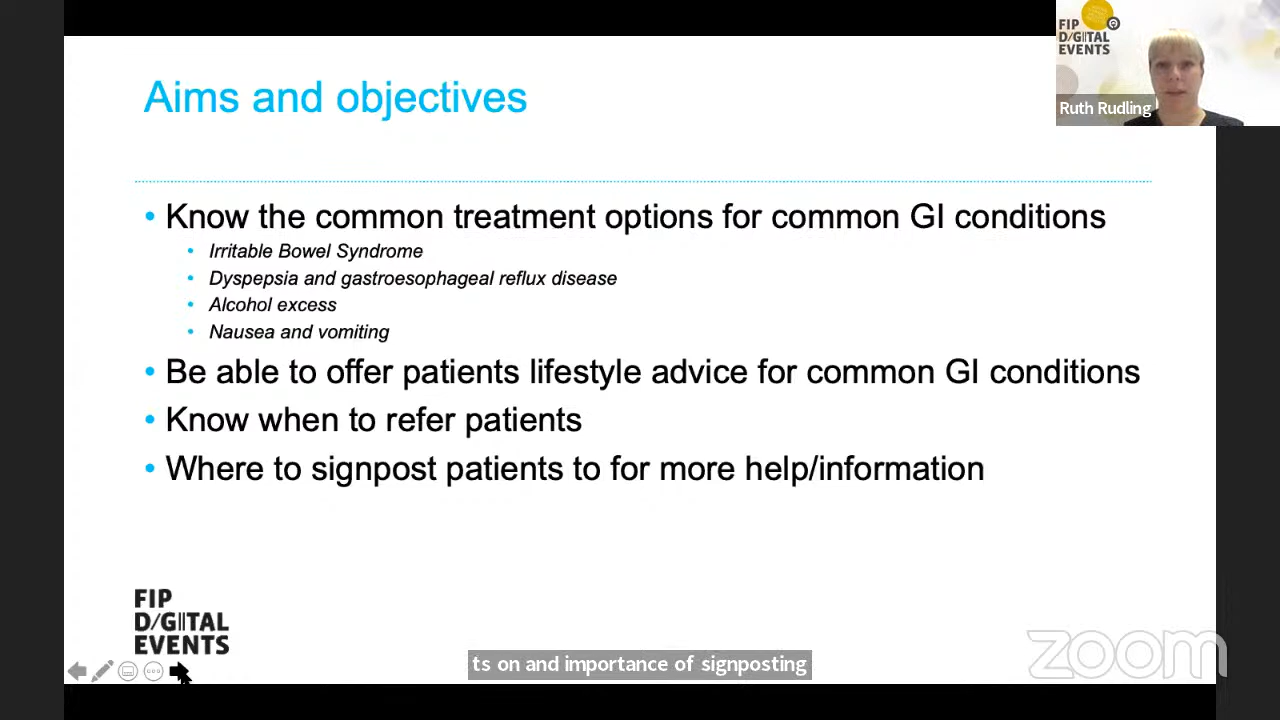 Aims and objectives
FIP
D/GITAL
EVENTS
Ruth Rudling
• Know the common treatment options for common GI conditions
• Irritable Bowel Syndrome
• Dyspepsia and gastroesophageal reflux disease
• Alcohol excess
• Nausea and vomiting
• Be able to offer patients lifestyle advice for common GI conditions
• Know when to refer patients
• Where to signpost patients to for more help/information
FIP
D/GITAL
EVENTS
ts on and importance of signposting
zoom